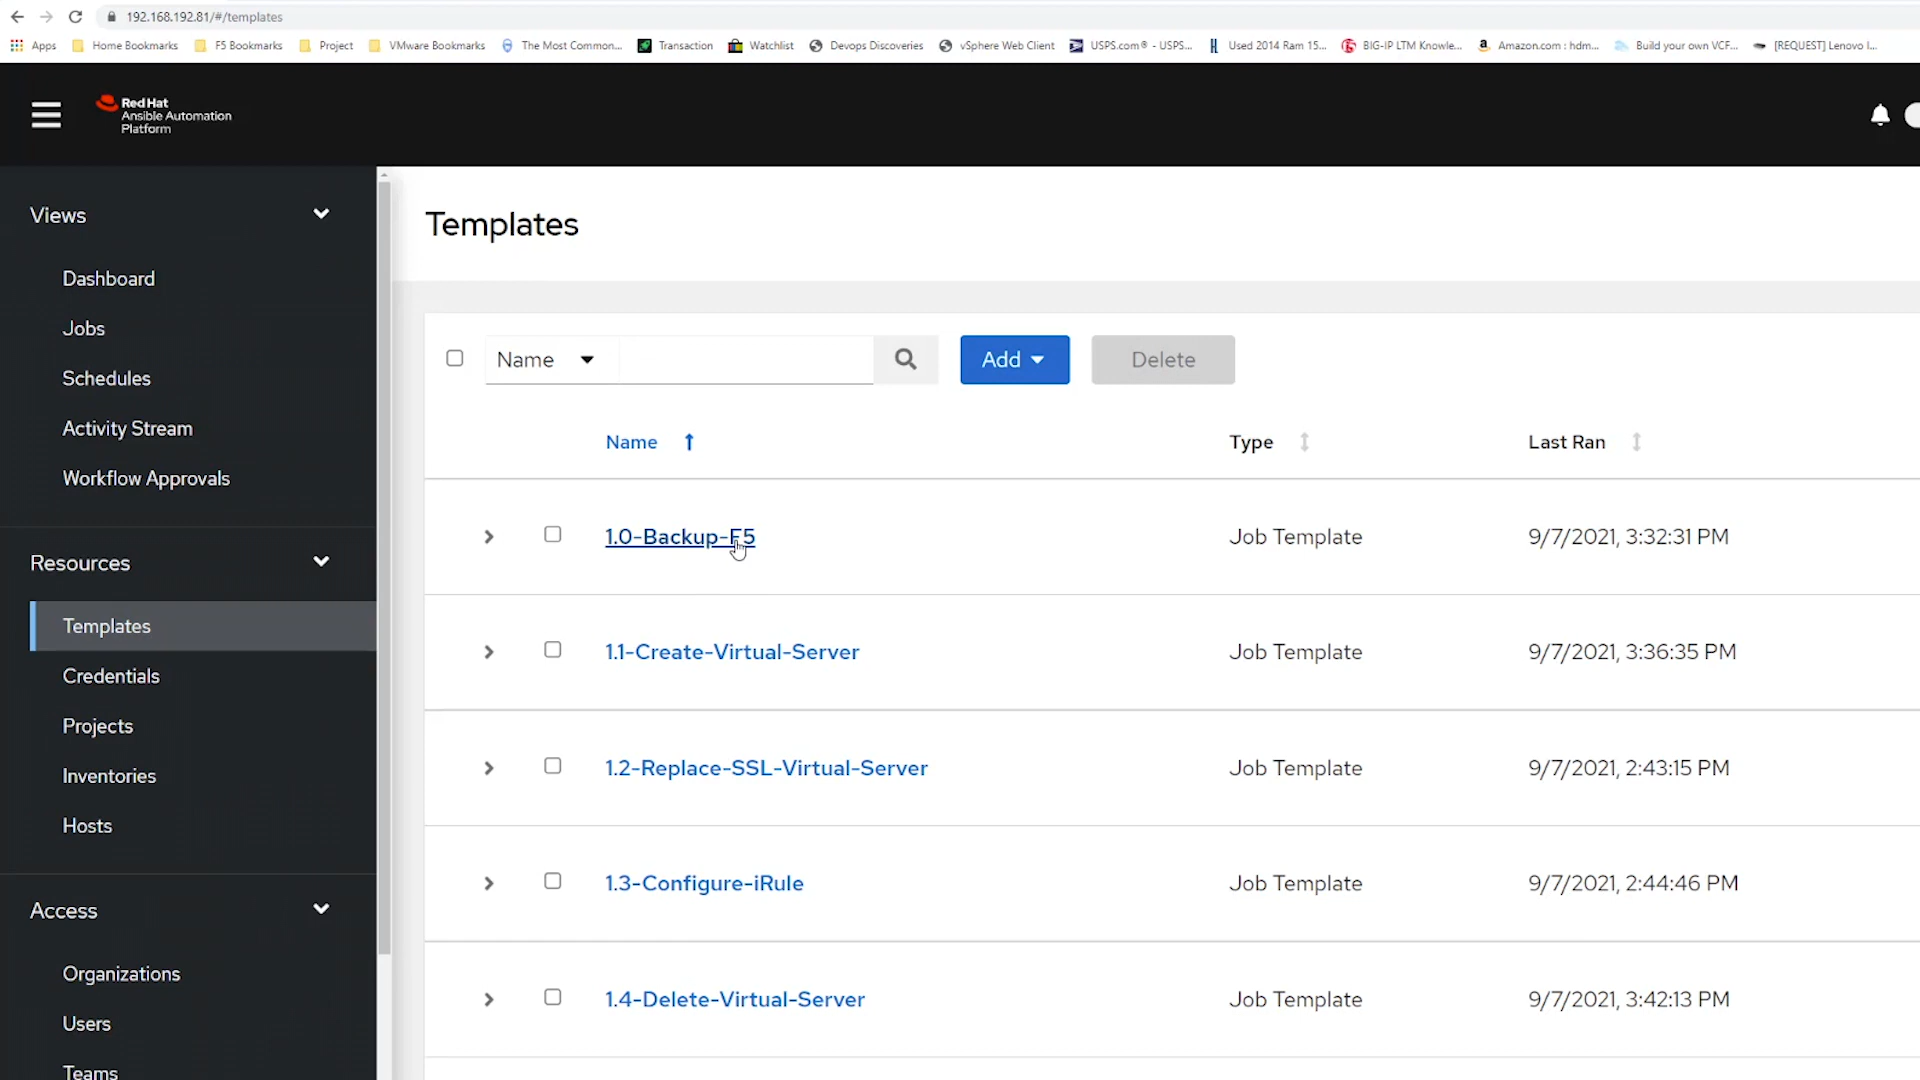 192.168.192.81/#/templates
Apps Home Bookmarks F5 Bookmarks Project VMware Bookmarks The Most Common... Transaction Watchlist Devops Discoveries vSphere Web Client USPS.com® - USPS... Used 2014 Ram 15... BIG-IP LTM Knowle... Amazon.com : hdm... Build your own VCF... [REQUEST] Lenovo I...
Red Hat
Ansible Automation
Platform
Views
Dashboard
Jobs
Schedules
Activity Stream
Workflow Approvals
Resources
Templates
Credentials
Projects
Inventories
Hosts
Access
Organizations
Users
Teams
Templates
Name Add Delete
Name Type Last Ran
1.0-Backup-F5 Job Template 9/7/2021, 3:32:31 PM
1.1-Create-Virtual-Server Job Template 9/7/2021, 3:36:35 PM
1.2-Replace-SSL-Virtual-Server Job Template 9/7/2021, 2:43:15 PM
1.3-Configure-iRule Job Template 9/7/2021, 2:44:46 PM
1.4-Delete-Virtual-Server Job Template 9/7/2021, 3:42:13 PM